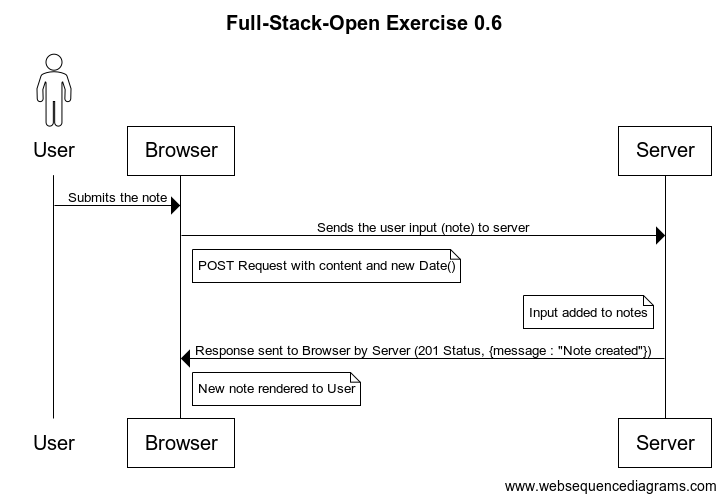 Full-Stack-Open Exercise 0.6
User
Browser
Server
Submits the note
Sends the user input (note) to server
POST Request with content and new Date()
Input added to notes
Response sent to Browser by Server (201 Status, {message : "Note created"})
New note rendered to User
User
Browser
Server
www.websequencediagrams.com